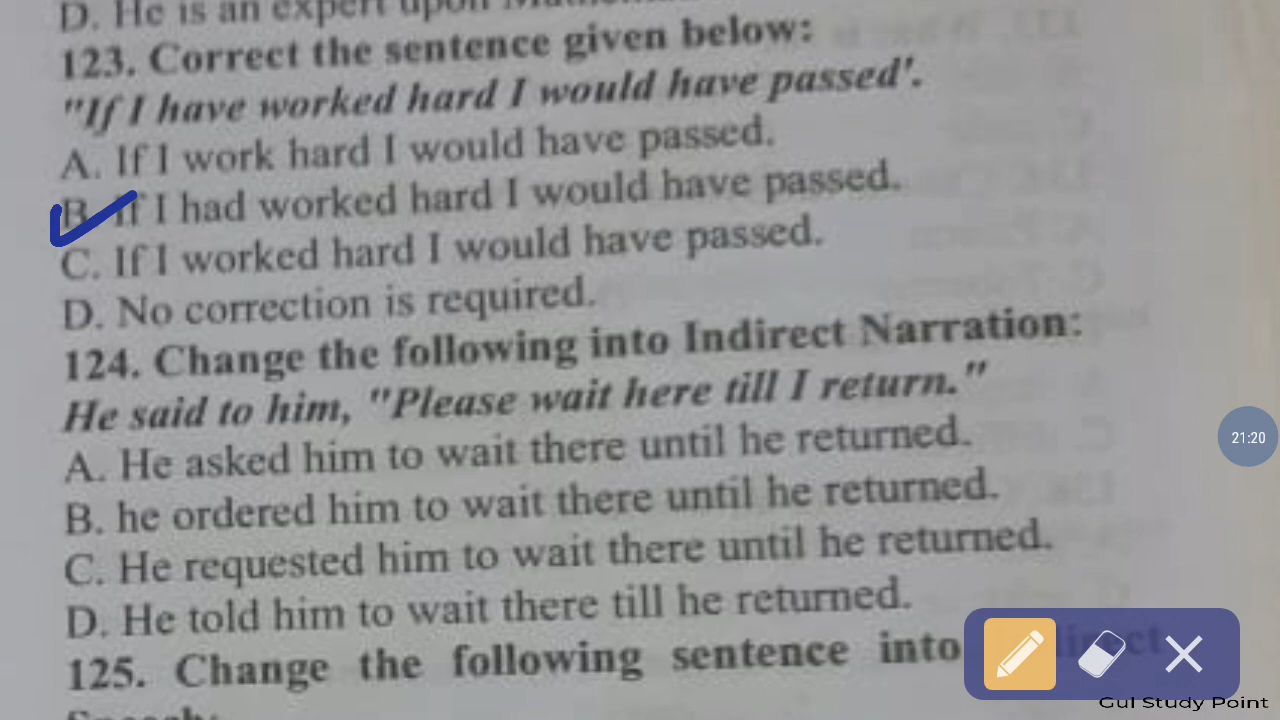 D. He is an expert upon
123. Correct the sentence given below:
"If I have worked hard I would have passed'.
A. If I work hard I would have passed.
B. If I had worked hard I would have passed.
C. If I worked hard I would have passed.
D. No correction is required.
124. Change the following into Indirect Narration:
He said to him, "Please wait here till I return."
A. He asked him to wait there until he returned.
B. he ordered him to wait there until he returned.
C. He requested him to wait there until he returned.
D. He told him to wait there till he returned.
21:20
125. Change the following sentence into
Gul Study Point